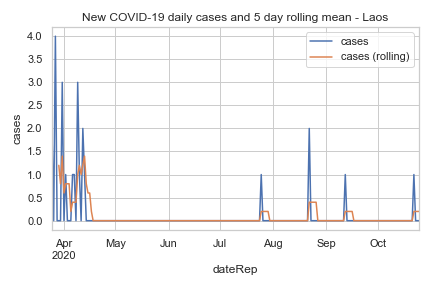 New COVID-19 daily cases and 5 day rolling mean - Laos
cases
cases (rolling)
4.0
3.5
3.0
2.5
2.0
1.5
1.0
0.5
0.0
cases
Apr May Jun Jul Aug Sep Oct
2020
dateRep